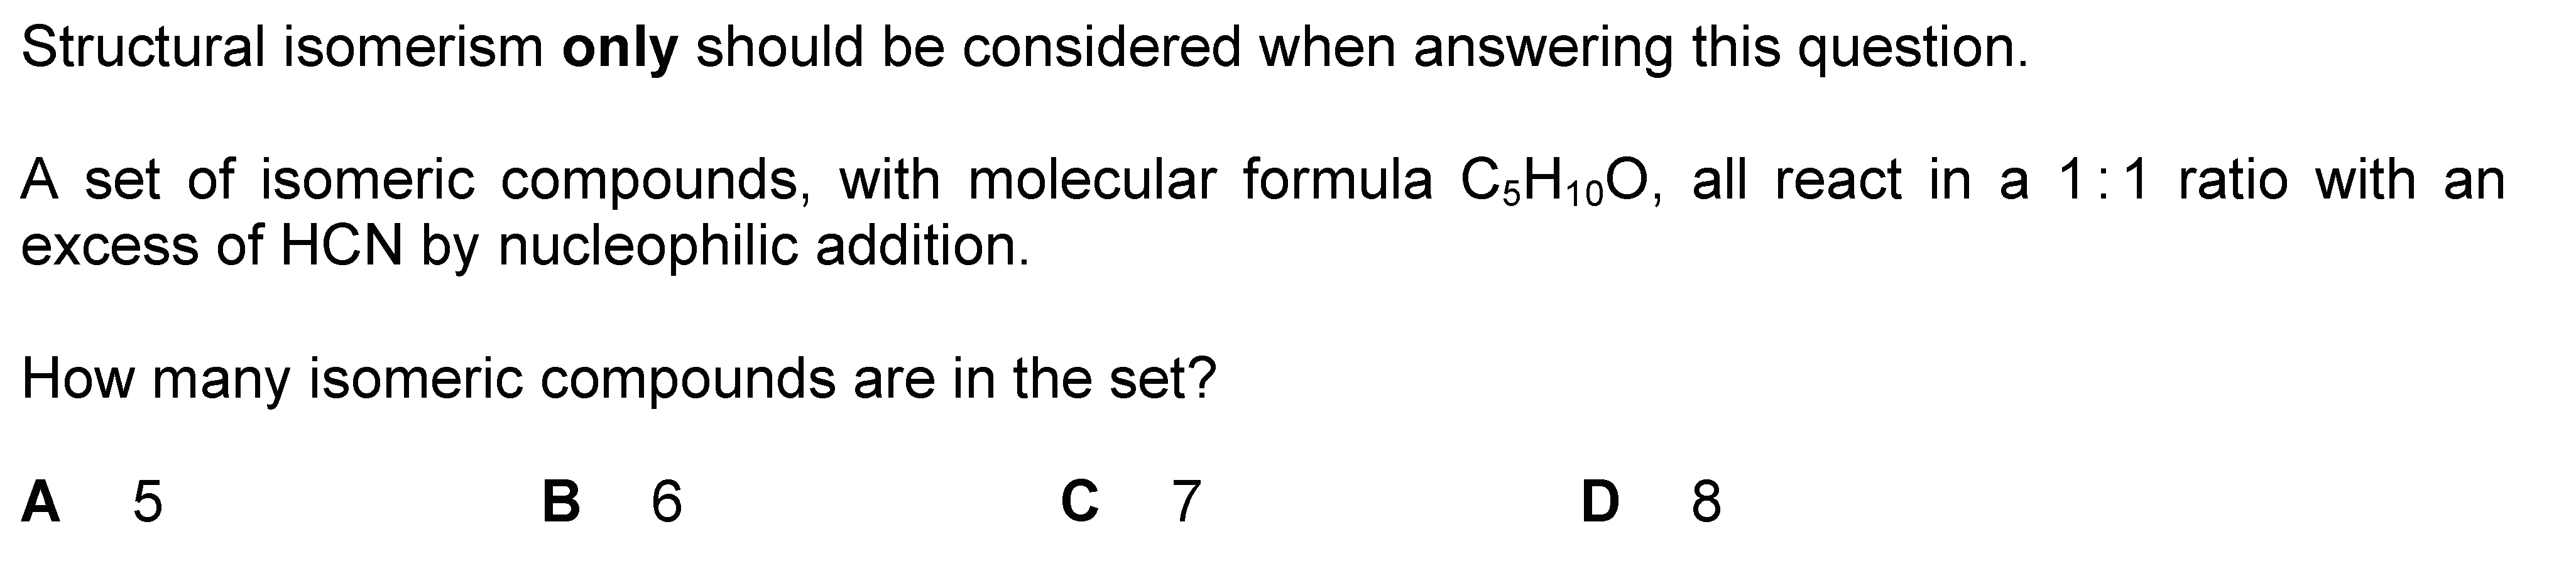 Structural isomerism only should be considered when answering this question.
A set of isomeric compounds, with molecular formula C₅H₁₀O, all react in a 1 : 1 ratio with an
excess of HCN by nucleophilic addition.
How many isomeric compounds are in the set?
A 5 B 6 C 7 D 8